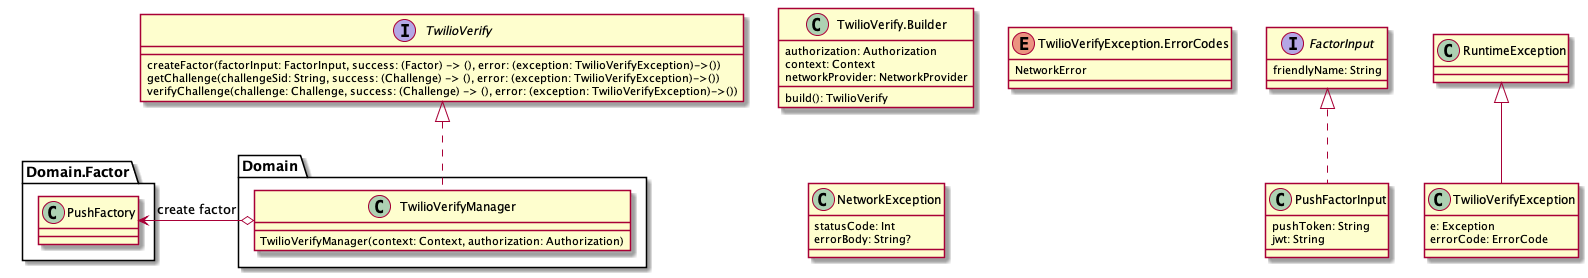 I TwilioVerify
createFactor(factorInput: FactorInput, success: (Factor) -> (), error: (exception: TwilioVerifyException)->())
getChallenge(challengeSid: String, success: (Challenge) -> (), error: (exception: TwilioVerifyException)->())
verifyChallenge(challenge: Challenge, success: (Challenge) -> (), error: (exception: TwilioVerifyException)->())
C TwilioVerify.Builder
authorization: Authorization
context: Context
networkProvider: NetworkProvider
build(): TwilioVerify
E TwilioVerifyException.ErrorCodes
NetworkError
I FactorInput
friendlyName: String
C RuntimeException
Domain.Factor
C PushFactory
create factor
Domain
C TwilioVerifyManager
TwilioVerifyManager(context: Context, authorization: Authorization)
C NetworkException
statusCode: Int
errorBody: String?
C PushFactorInput
pushToken: String
jwt: String
C TwilioVerifyException
e: Exception
errorCode: ErrorCode